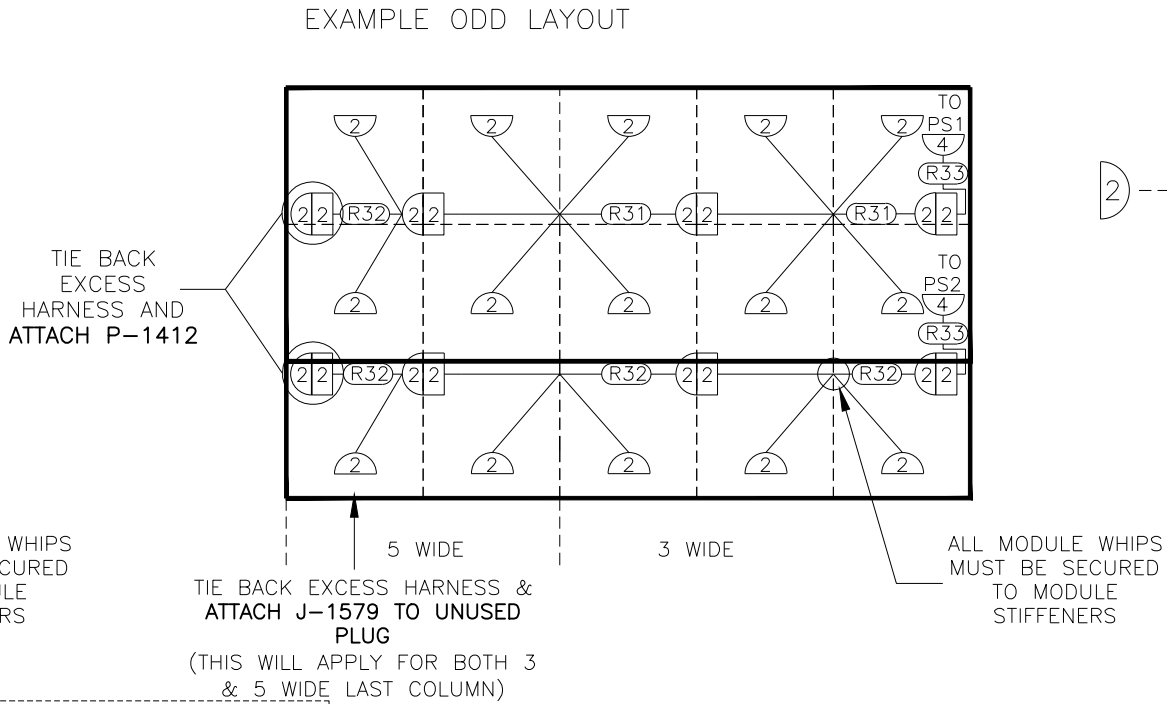 EXAMPLE ODD LAYOUT
TO
PS1
2 2 2 2 2
4
R33
2
2 2 R32 2 2 R31 2 2 R31 2 2
TIE BACK
EXCESS
HARNESS AND
ATTACH P-1412
TO
PS2
2 2 2 2 2
4
R33
2 2 R32 2 2 R32 2 2 R32 2 2
2 2 2 2 2
5 WIDE
3 WIDE
WHIPS
CURED
ULE
RS
TIE BACK EXCESS HARNESS &
ATTACH J-1579 TO UNUSED
PLUG
(THIS WILL APPLY FOR BOTH 3
& 5 WIDE LAST COLUMN)
ALL MODULE WHIPS
MUST BE SECURED
TO MODULE
STIFFENERS